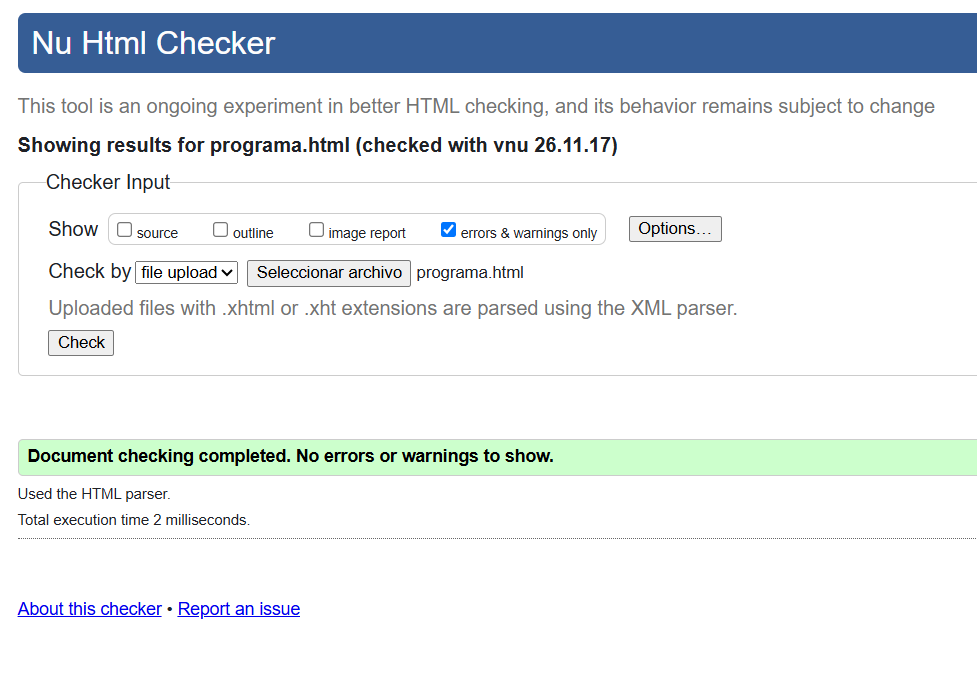 Nu Html Checker
This tool is an ongoing experiment in better HTML checking, and its behavior remains subject to change
Showing results for programa.html (checked with vnu 26.11.17)
Checker Input
Show source outline image report errors & warnings only Options...
Check by file upload Seleccionar archivo programa.html
Uploaded files with .xhtml or .xht extensions are parsed using the XML parser.
Check
Document checking completed. No errors or warnings to show.
Used the HTML parser.
Total execution time 2 milliseconds.
About this checker • Report an issue